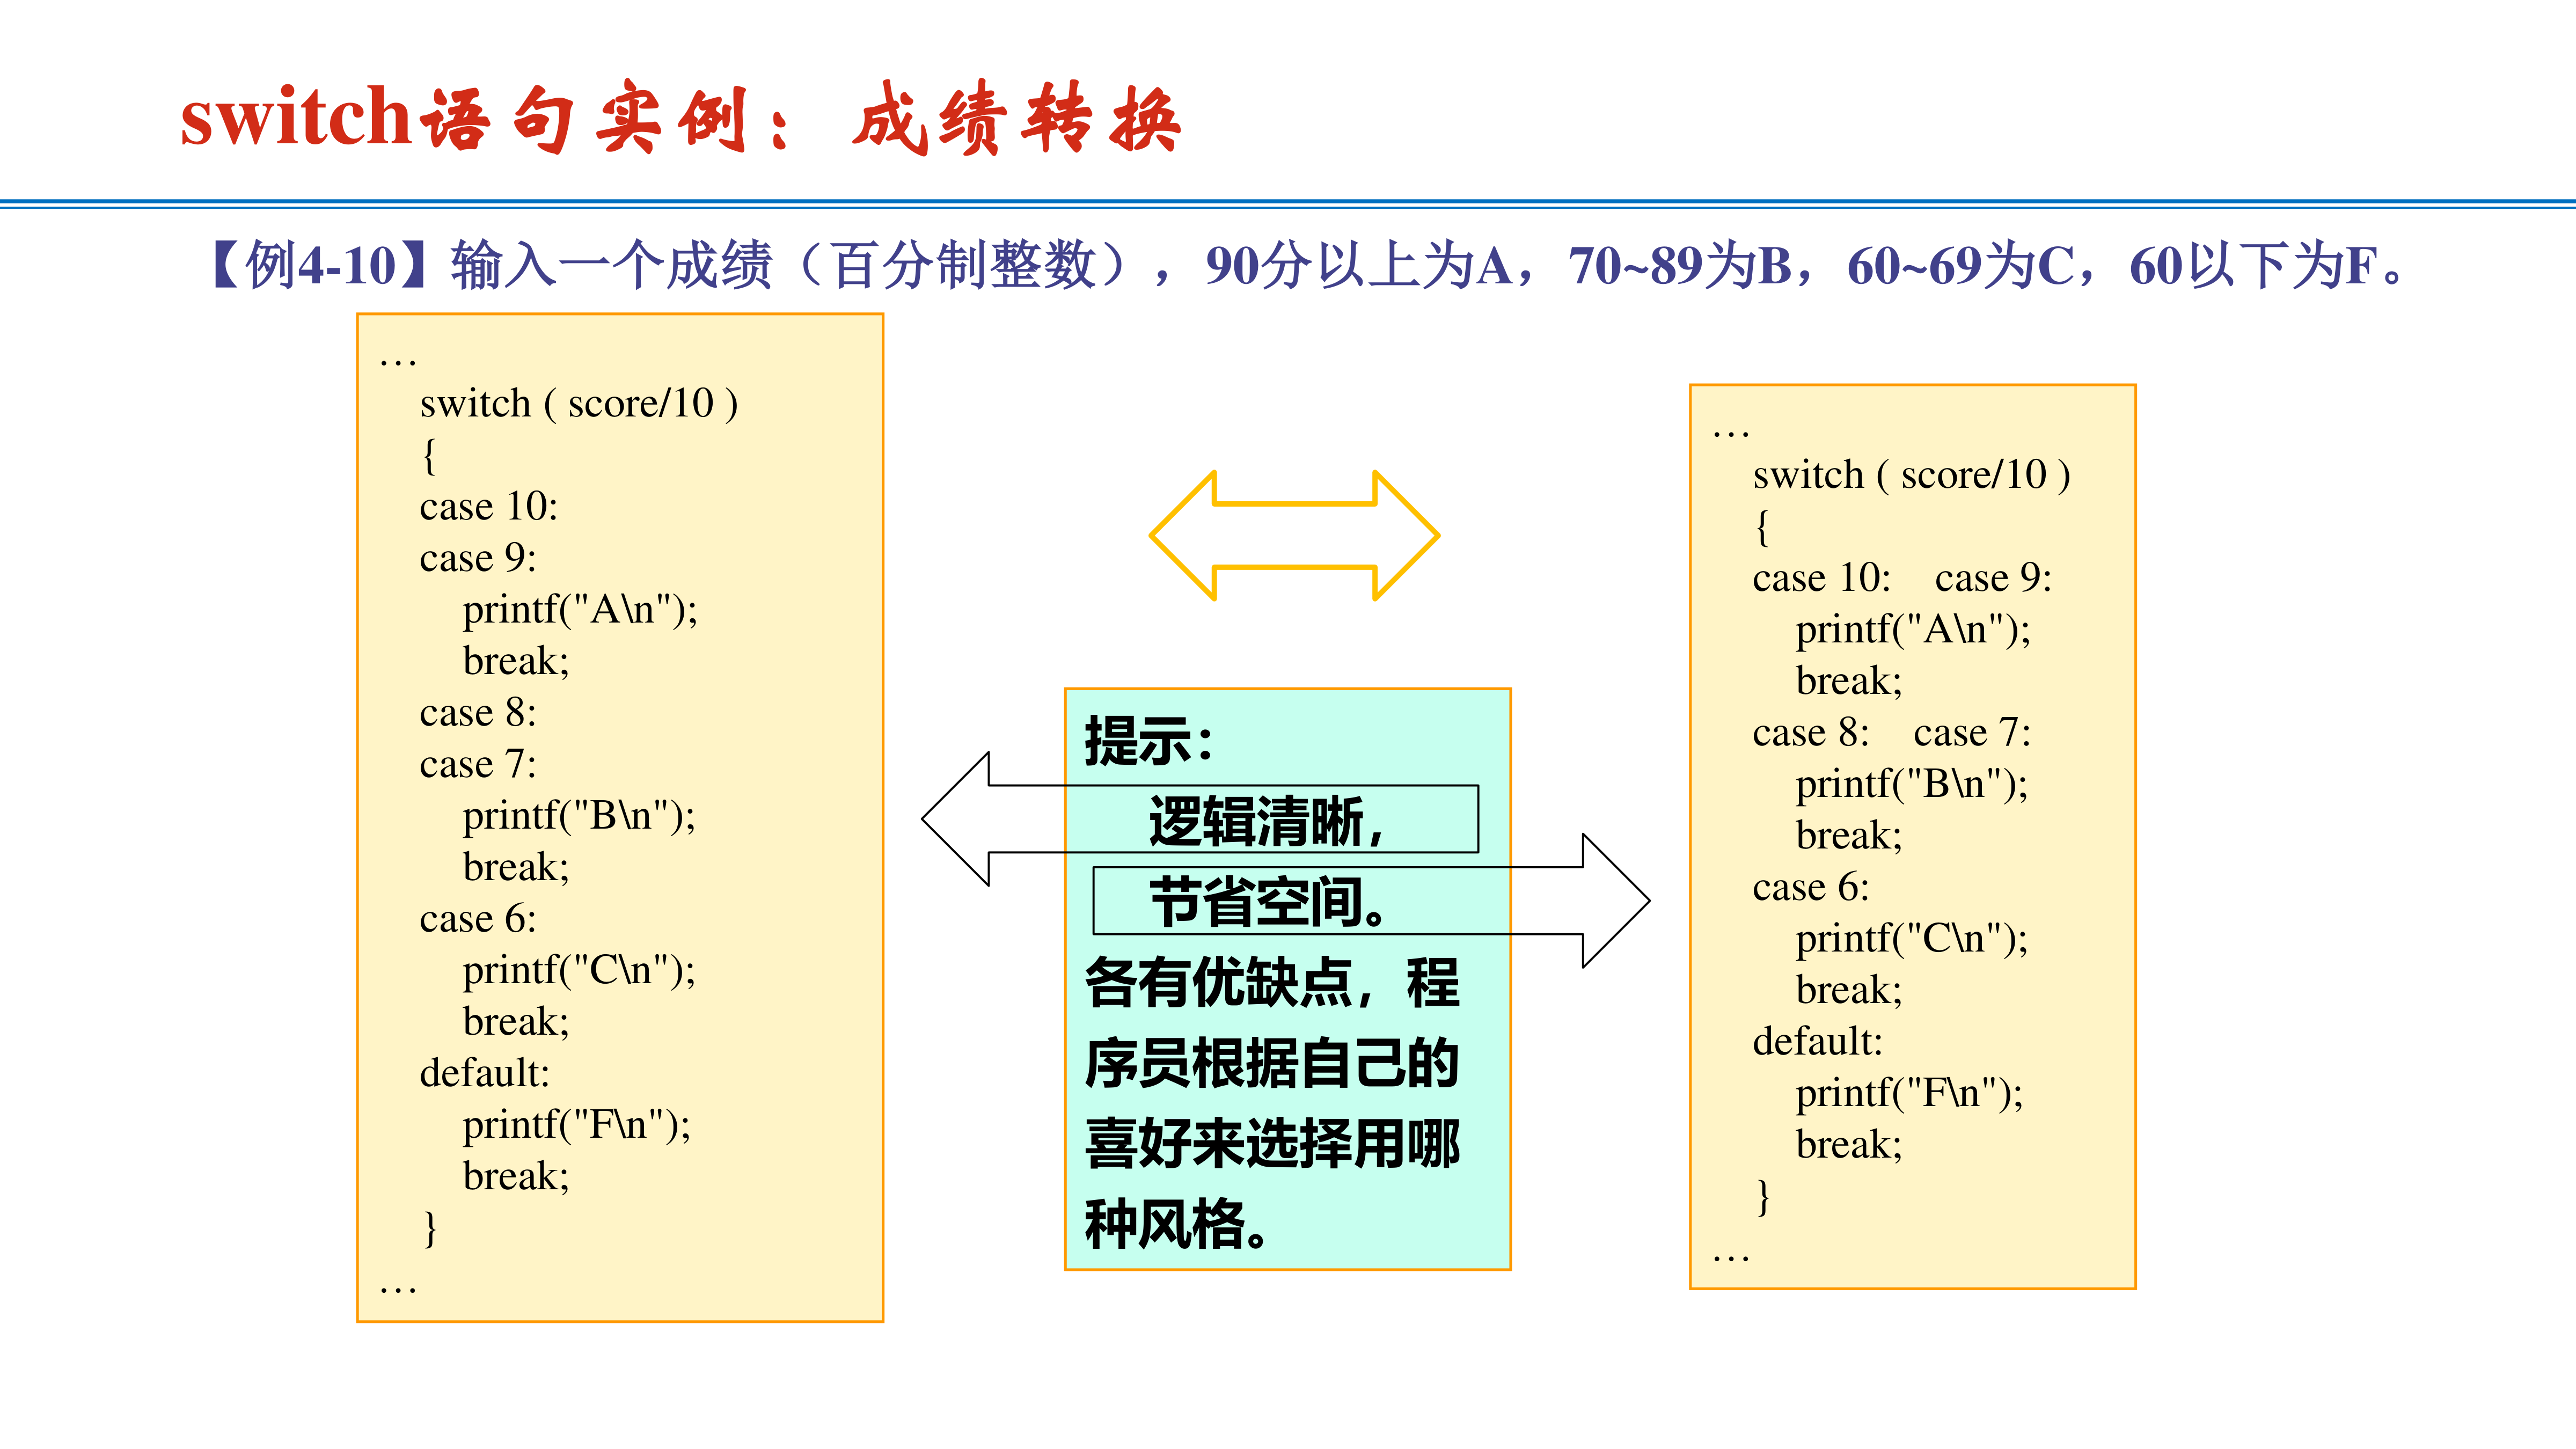 switch语句实例：成绩转换
【例4-10】输入一个成绩（百分制整数），90分以上为A，70~89为B，60~69为C，60以下为F。
…
switch ( score/10 )
{
case 10:
case 9:
printf("A\n");
break;
case 8:
case 7:
printf("B\n");
break;
case 6:
printf("C\n");
break;
default:
printf("F\n");
break;
}
…
提示：
逻辑清晰，
节省空间。
各有优缺点，程
序员根据自己的
喜好来选择用哪
种风格。
…
switch ( score/10 )
{
case 10:    case 9:
printf("A\n");
break;
case 8:    case 7:
printf("B\n");
break;
case 6:
printf("C\n");
break;
default:
printf("F\n");
break;
}
…